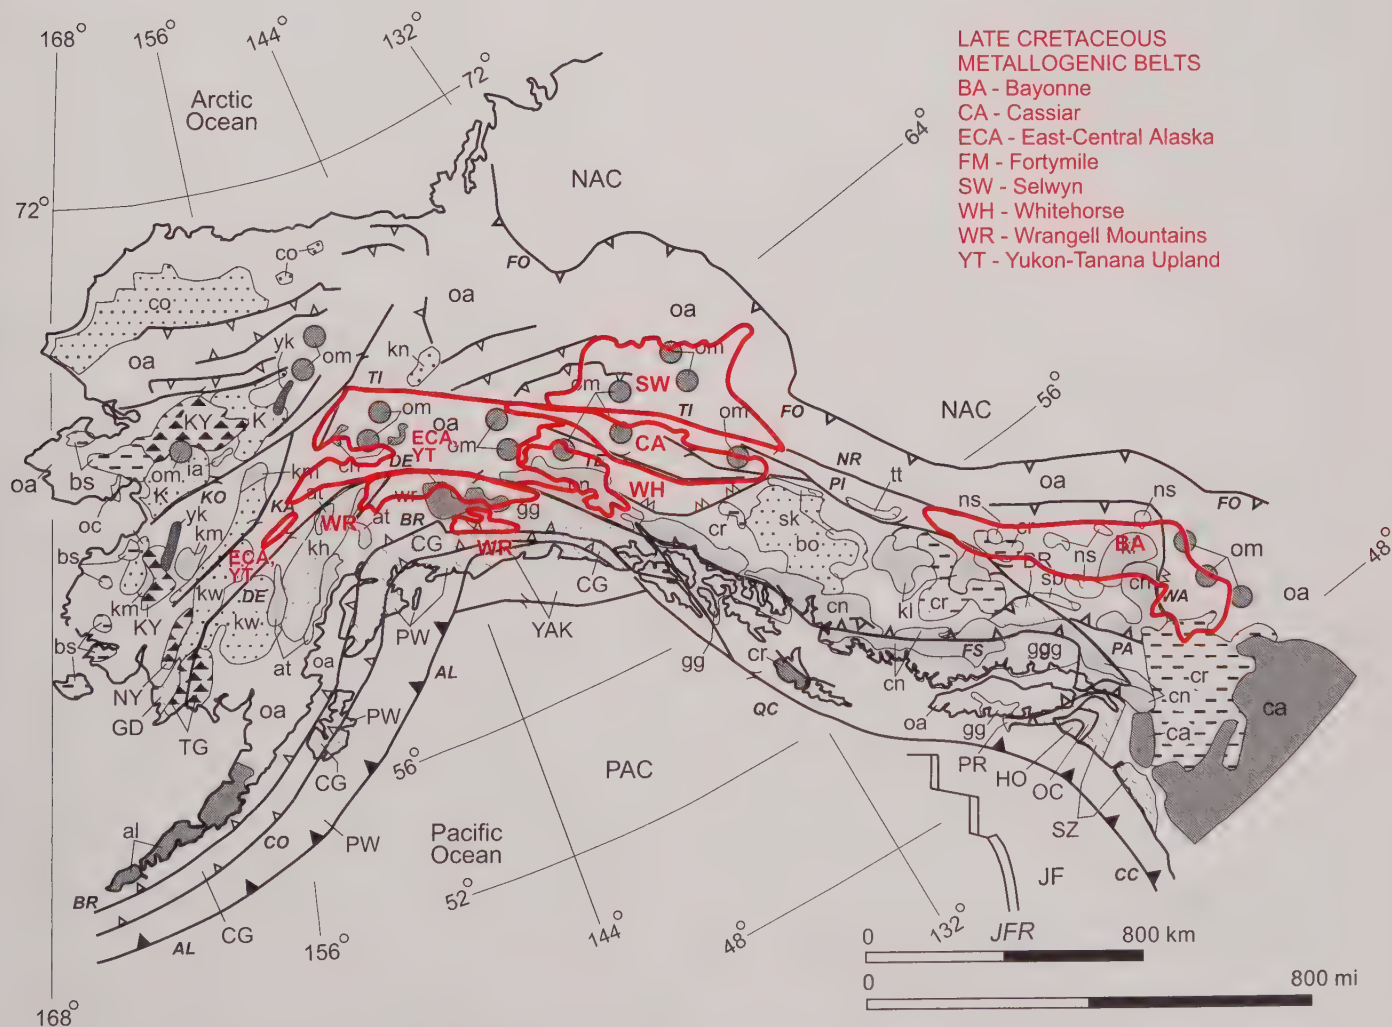 LATE CRETACEOUS
METALLOGENIC BELTS
BA - Bayonne
CA - Cassiar
ECA - East-Central Alaska
FM - Fortymile
SW - Selwyn
WH - Whitehorse
WR - Wrangell Mountains
YT - Yukon-Tanana Upland
168°
156°
144°
132°
72°
64°
Arctic
Ocean
NAC
72°
co
FO
oa
co
oa
56°
NAC
yk
om
kn
oa
om
om
SW
TI
TI
FO
KY
K
om
oa
ECA,
YT
om
om
CA
NR
oa
FO
bs
om
ia
km
cn
DE
TE
cn
WH
PI
tt
ns
ns
48°
oa
K
KO
KA
at
wr
gg
oc
yk
WR
at
BR
WR
cr
sk
bo
cr
BA
om
bs
km
ECA,
YT
kh
CG
CG
DR
ns
km
kw
DE
sb
cn
WA
oa
KY
kw
PW
YAK
cn
ki
cr
bs
at
oa
gg
cr
FS
ggg
PA
NY
AL
cn
cr
cn
GD
oa
PW
QC
oa
gg
ca
TG
CG
56°
PAC
PR
HO
OC
ca
al
CO
PW
Pacific
Ocean
SZ
BR
52°
JF
CC
AL
CG
156°
144°
48°
132°
JFR
0
800 km
0
800 mi
168°